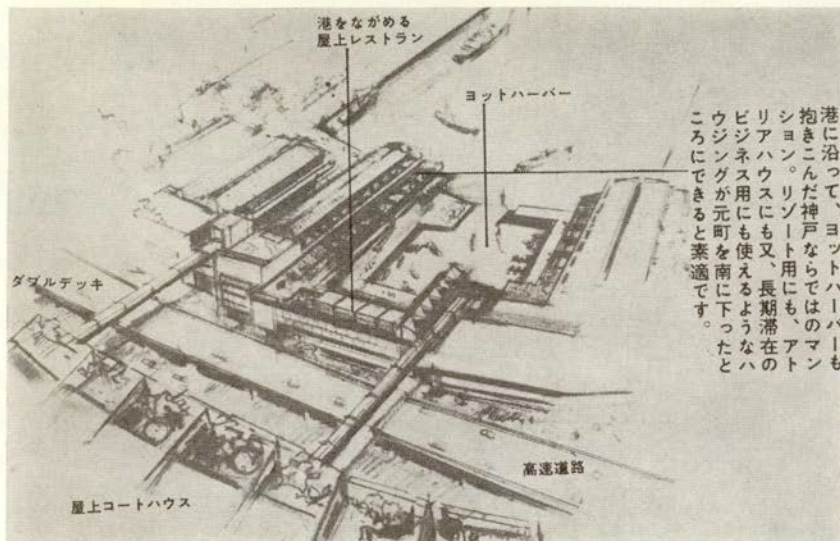 港をながめる
屋上レストラン
ヨットハーバー
港に沿って、ヨットハーバーも
抱きこんだ神戸ならではのマン
ション。リゾート用にも、アト
リアハウスにも又、長期滞在の
ビジネス用にも使えるようなハ
ウジングが元町を南に下ったと
ころにできると素適です。
ダブルデッキ
高速道路
屋上コートハウス